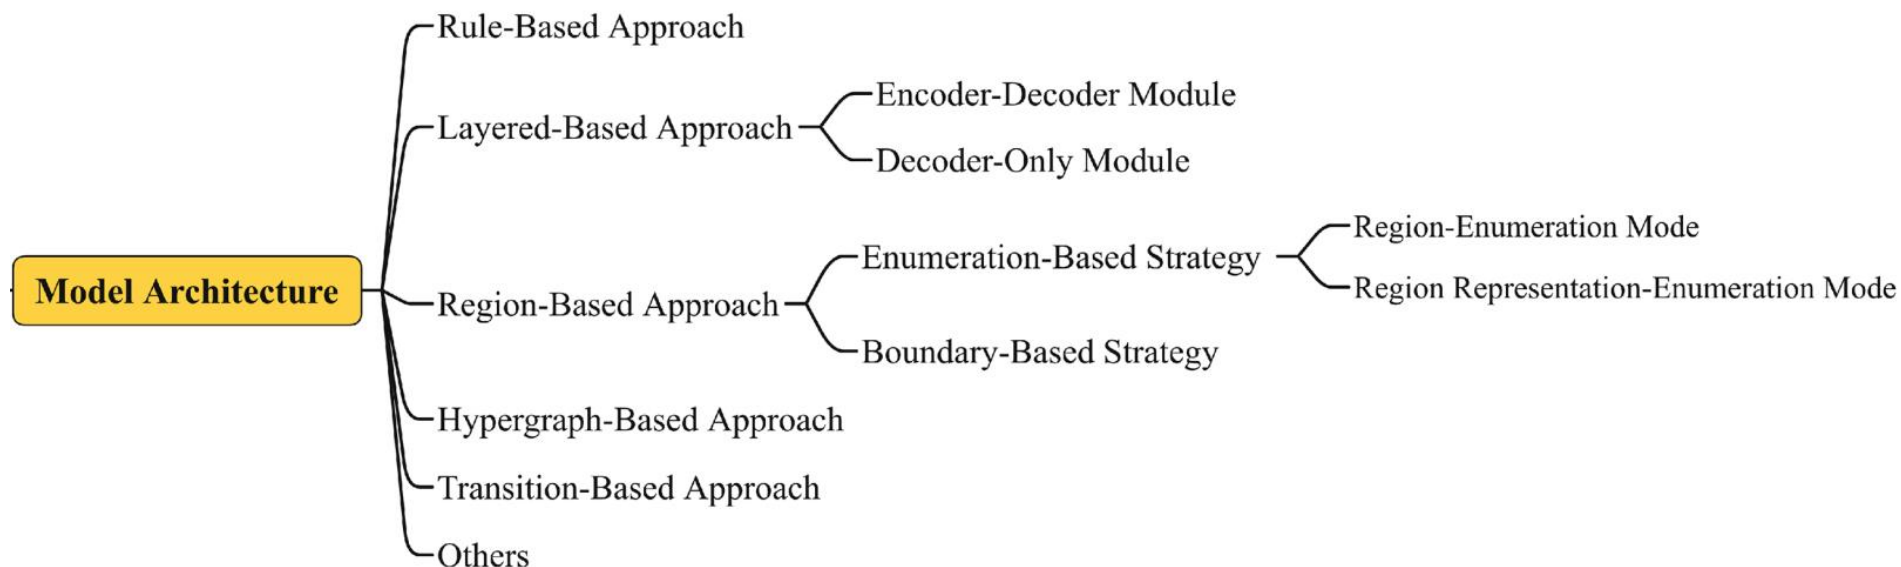 Rule-Based Approach
Encoder-Decoder Module
Layered-Based Approach
Decoder-Only Module
Region-Enumeration Mode
Enumeration-Based Strategy
Region Representation-Enumeration Mode
Model Architecture
Region-Based Approach
Boundary-Based Strategy
Hypergraph-Based Approach
Transition-Based Approach
Others